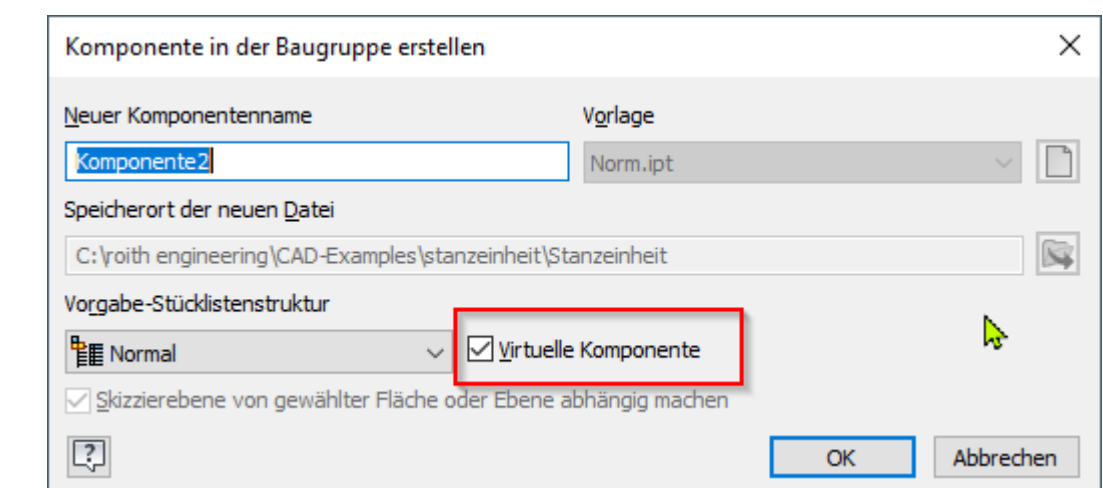 Komponente in der Baugruppe erstellen
Neuer Komponentenname Vorlage
Komponente2 Norm.ipt
Speicherort der neuen Datei
C:\roith engineering\CAD-Examples\stanzeinheit\Stanzeinheit
Vorgabe-Stücklistenstruktur
Normal Virtuelle Komponente
Skizzierebene von gewählter Fläche oder Ebene abhängig machen
? OK Abbrechen